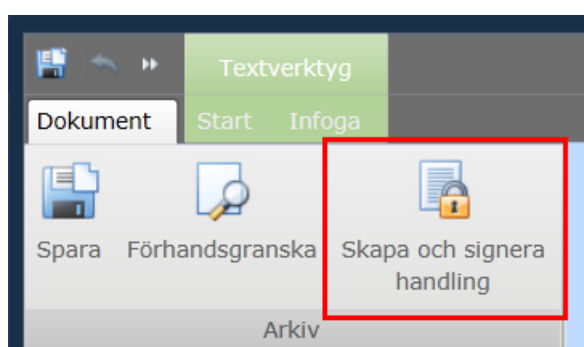 Textverktyg
Dokument Start Infoga
Spara Förhandsgranska Skapa och signera
handling
Arkiv